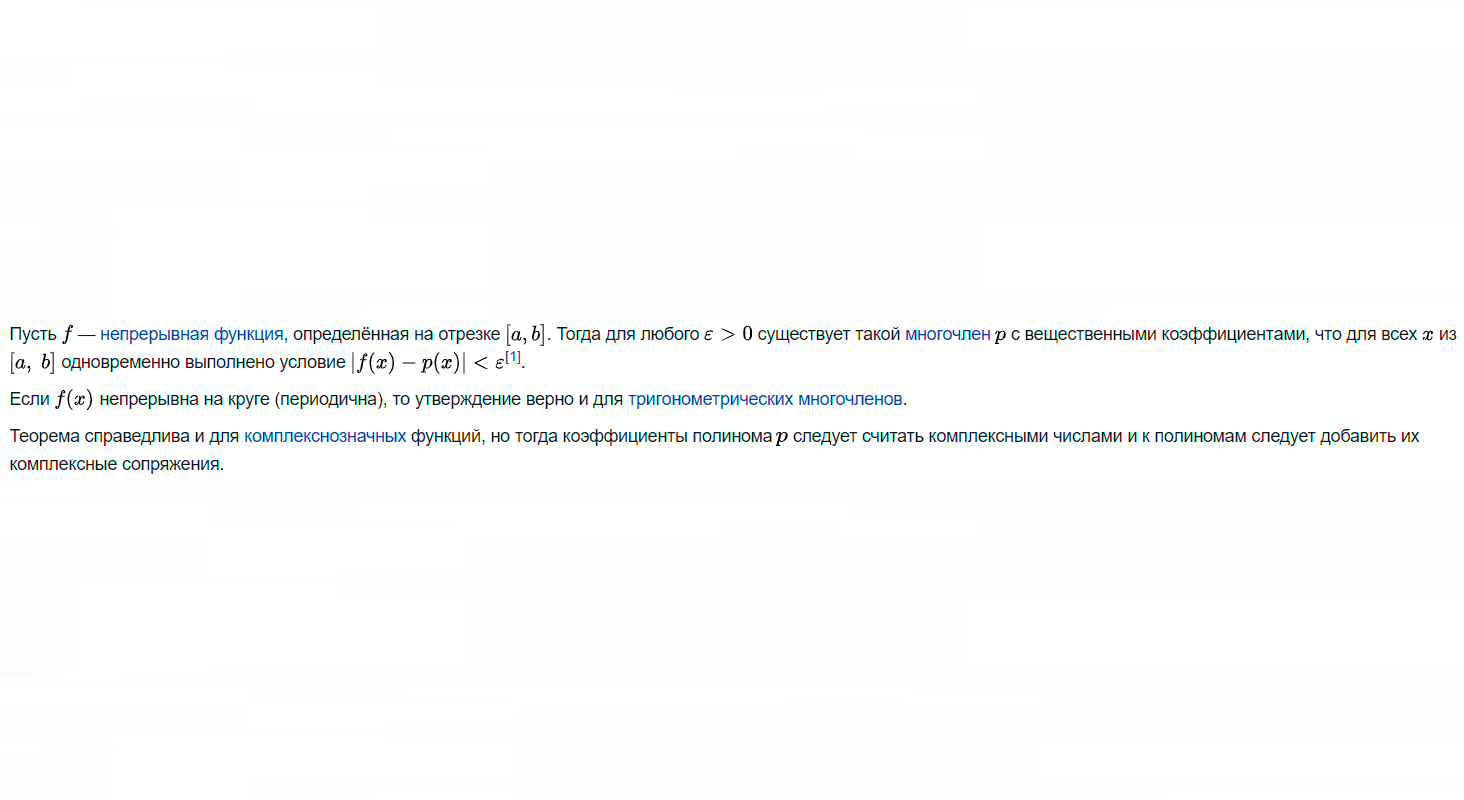 Пусть f — непрерывная функция, определённая на отрезке [a, b]. Тогда для любого ε > 0 существует такой многочлен p с вещественными коэффициентами, что для всех x из
[a, b] одновременно выполнено условие |f(x) − p(x)| < ε[1].
Если f(x) непрерывна на круге (периодична), то утверждение верно и для тригонометрических многочленов.
Теорема справедлива и для комплекснозначных функций, но тогда коэффициенты полинома p следует считать комплексными числами и к полиномам следует добавить их
комплексные сопряжения.